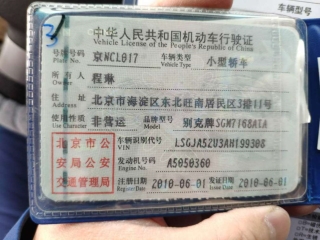 3
车辆型号
中华人民共和国机动车行驶证
Vehicle License of the People's Republic of China
号牌号码 京NCL017 车辆类型 小型轿车
Plate No. Vehicle Type
所有人 程琳
Owner
住址 北京市海淀区东北旺南居民区3排11号
Address
使用性质 非营运 品牌型号 别克牌SGM7168ATA
Use Character Model
北京市公安局公安交通管理局
车辆识别代号 LSGJA52U3AH199308
VIN
发动机号码 A5050360
Engine No.
注册日期 2010-06-01 发证日期 2010-06-01
Register Date Issue Date